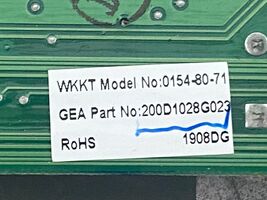 WKKT Model No:0154-80-71
GEA Part No:200D1028G023
RoHS 1908DG